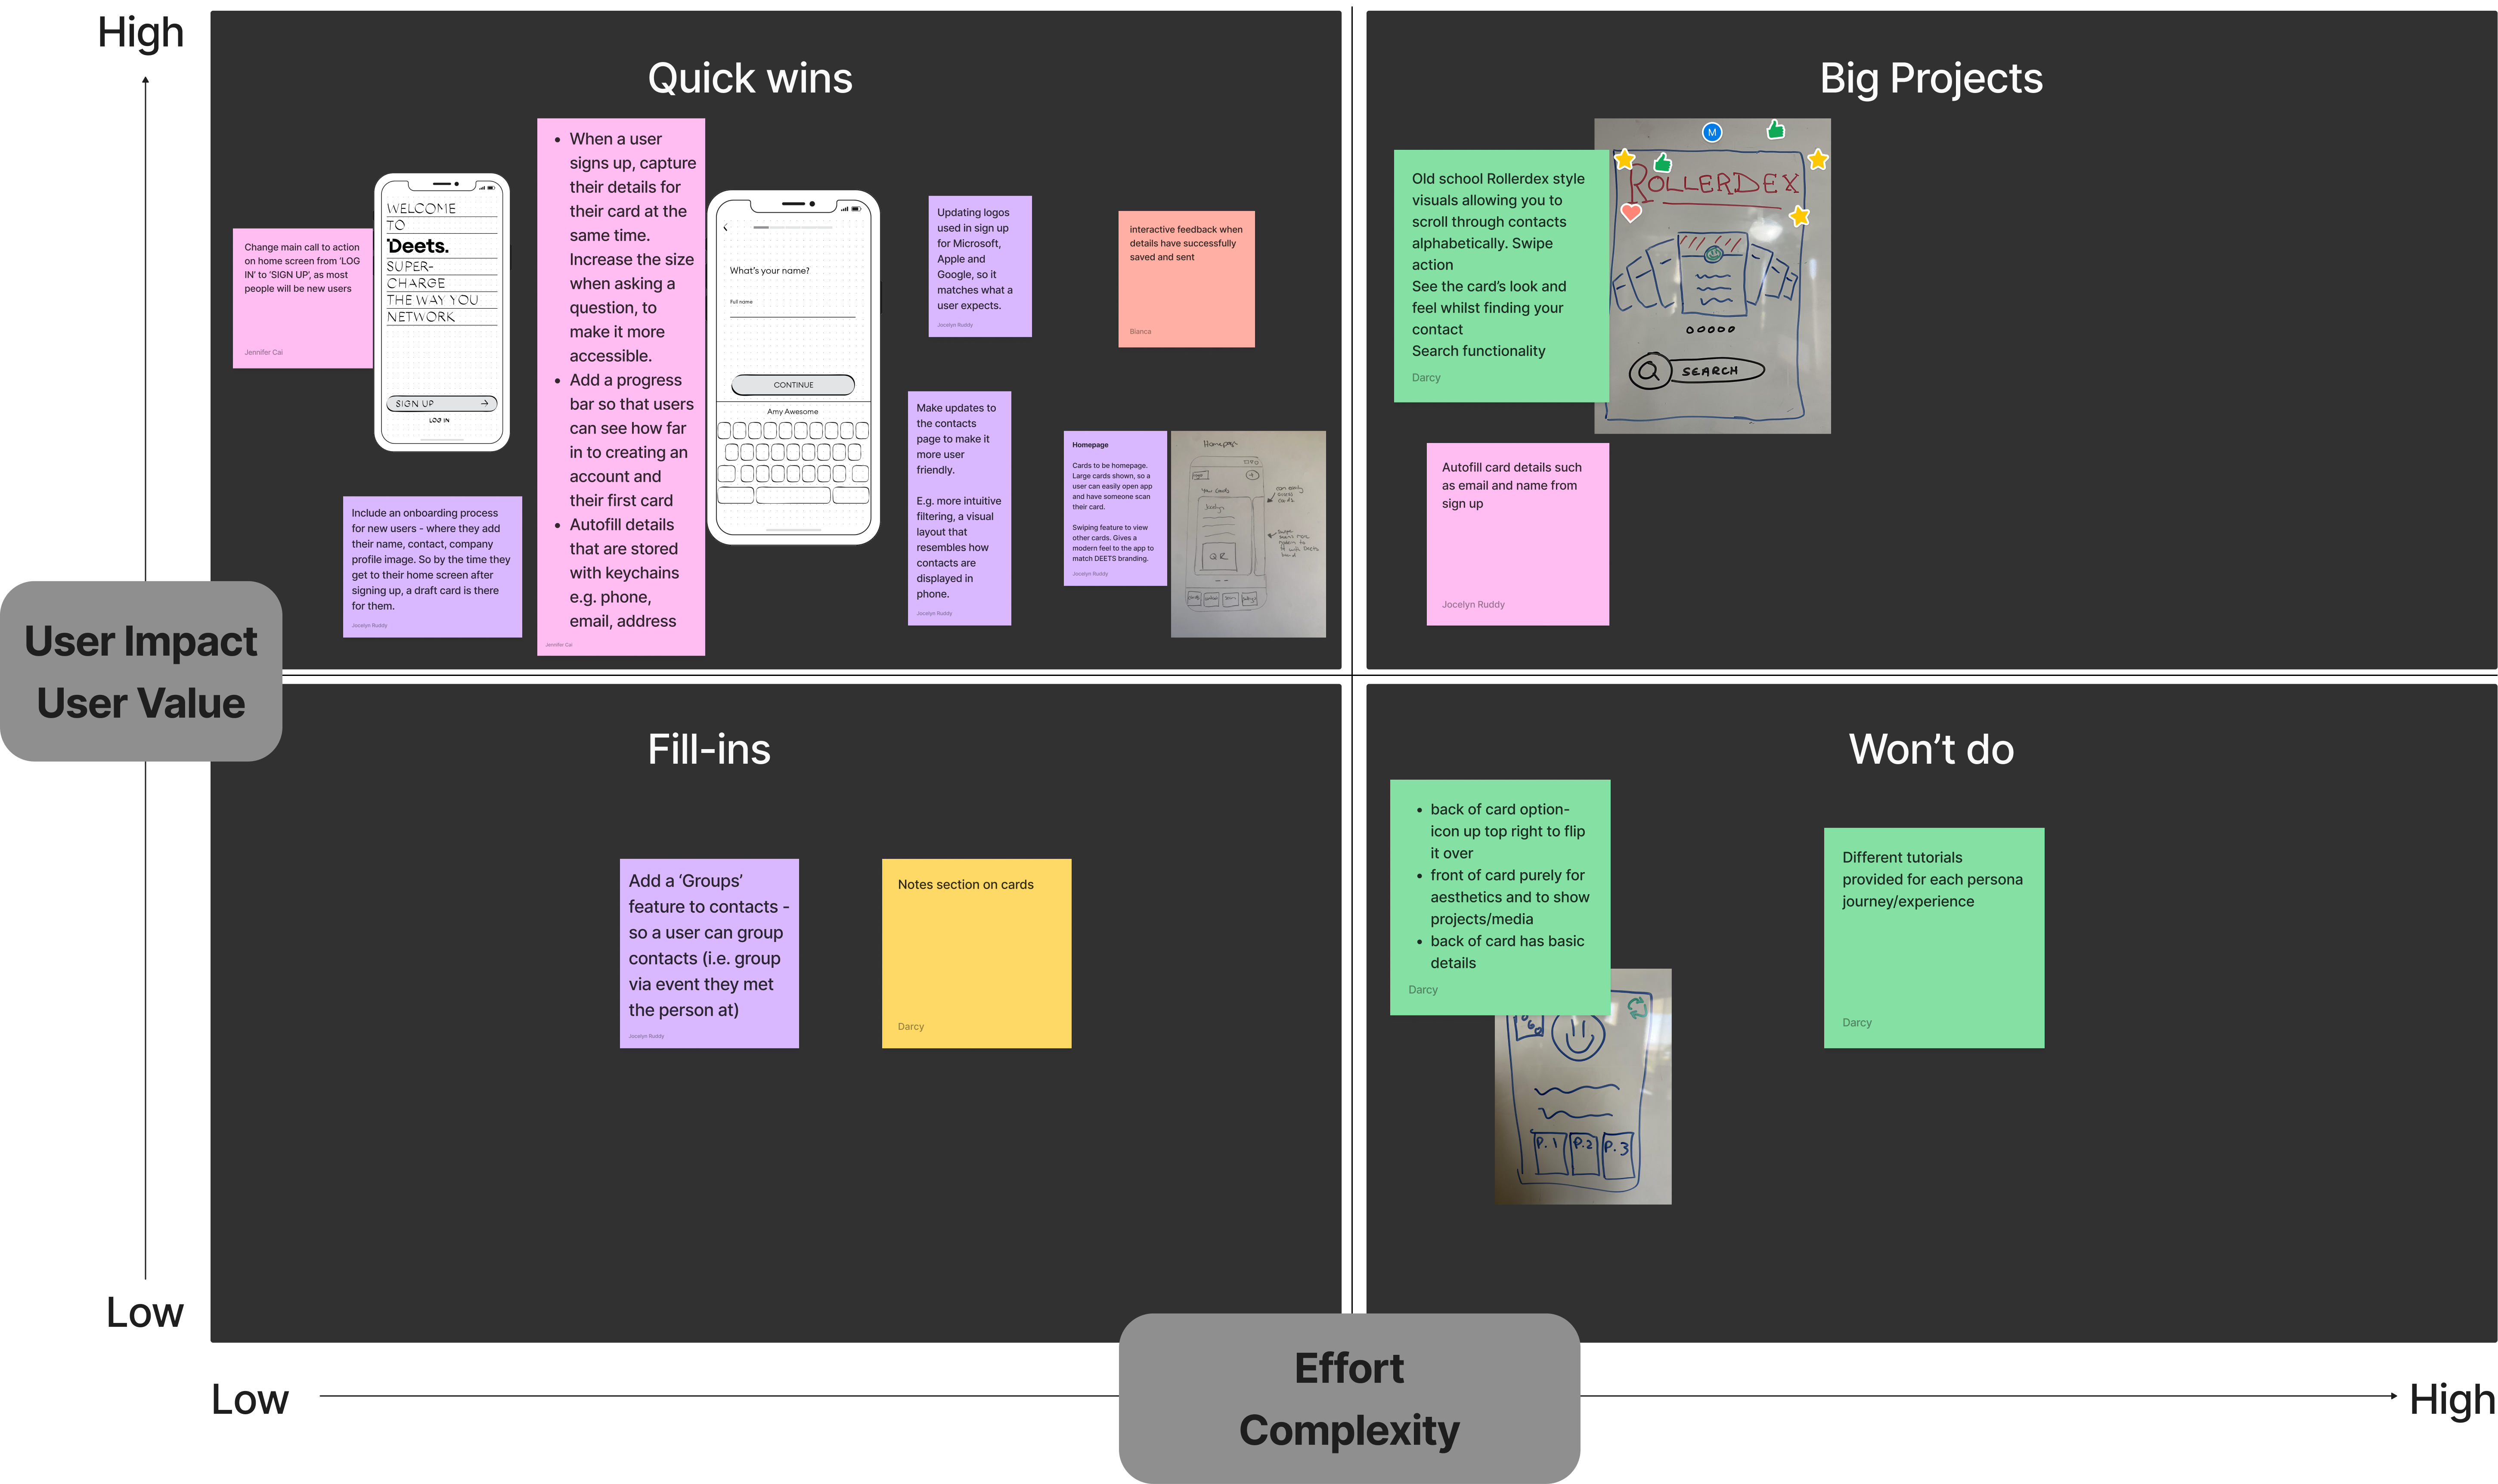 High
Quick wins
Big Projects
Change main call to action
on home screen from ‘LOG
IN’ to ‘SIGN UP’, as most
people will be new users
Jennifer Cai
WELCOME
TO
Deets.
SUPER-
CHARGE
THE WAY YOU
NETWORK
SIGN UP
LOG IN
Include an onboarding process
for new users - where they add
their name, contact, company
profile image. So by the time they
get to their home screen after
signing up, a draft card is there
for them.
Jocelyn Ruddy
• When a user
signs up, capture
their details for
their card at the
same time.
Increase the size
when asking a
question, to
make it more
accessible.
• Add a progress
bar so that users
can see how far
in to creating an
account and
their first card
• Autofill details
that are stored
with keychains
e.g. phone,
email, address
Jennifer Cai
What's your name?
Full name
CONTINUE
Amy Awesome
Updating logos
used in sign up
for Microsoft,
Apple and
Google, so it
matches what a
user expects.
Jocelyn Ruddy
interactive feedback when
details have successfully
saved and sent
Bianca
Make updates to
the contacts
page to make it
more user
friendly.
E.g. more intuitive
filtering, a visual
layout that
resembles how
contacts are
displayed in
phone.
Jocelyn Ruddy
Homepage
Cards to be homepage.
Large cards shown, so a
user can easily open app
and have someone scan
their card.
Swiping feature to view
other cards. Gives a
modern feel to the app to
match DEETS branding.
Jocelyn Ruddy
Homepage
Your Cards
Jocelyn
QR
can easily
access
cards
Old school Rollerdex style
visuals allowing you to
scroll through contacts
alphabetically. Swipe
action
See the card’s look and
feel whilst finding your
contact
Search functionality
Darcy
M
ROLLERDEX
SEARCH
Autofill card details such
as email and name from
sign up
Jocelyn Ruddy
User Impact
User Value
Fill-ins
Won’t do
Add a ‘Groups’
feature to contacts -
so a user can group
contacts (i.e. group
via event they met
the person at)
Jocelyn Ruddy
Notes section on cards
Darcy
• back of card option-
icon up top right to flip
it over
• front of card purely for
aesthetics and to show
projects/media
• back of card has basic
details
Darcy
P.1 P.2 P.3
Different tutorials
provided for each persona
journey/experience
Darcy
Low
Low
Effort
Complexity
High